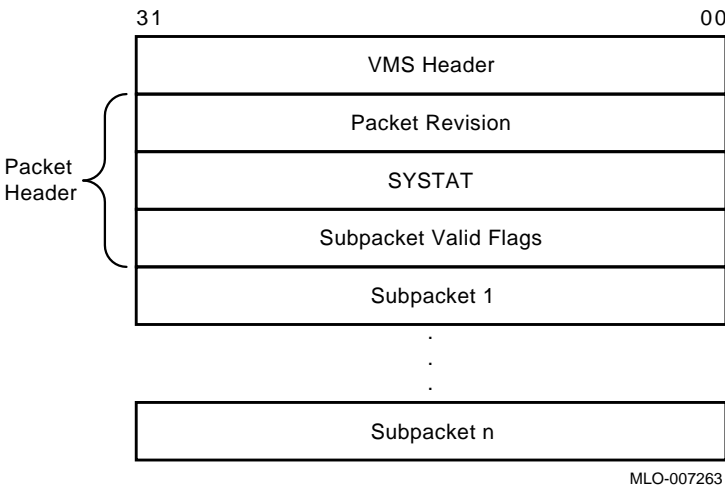 31 00
VMS Header
Packet Revision
Packet
Header
SYSTAT
Subpacket Valid Flags
Subpacket 1
.
.
.
Subpacket n
MLO-007263